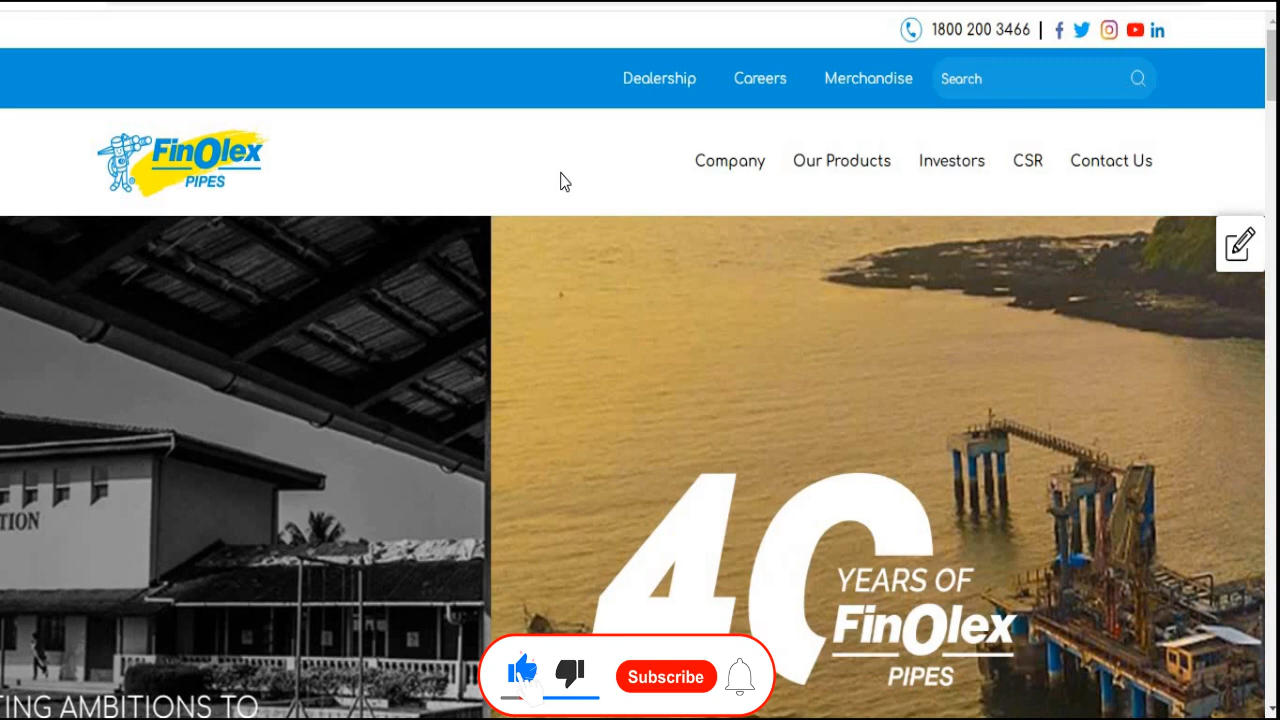 1800 200 3466
Dealership Careers Merchandise Search
FinOlex
PIPES
Company Our Products Investors CSR Contact Us
TION
40
YEARS OF
FinOlex
PIPES
Subscribe
TING AMBITIONS TO